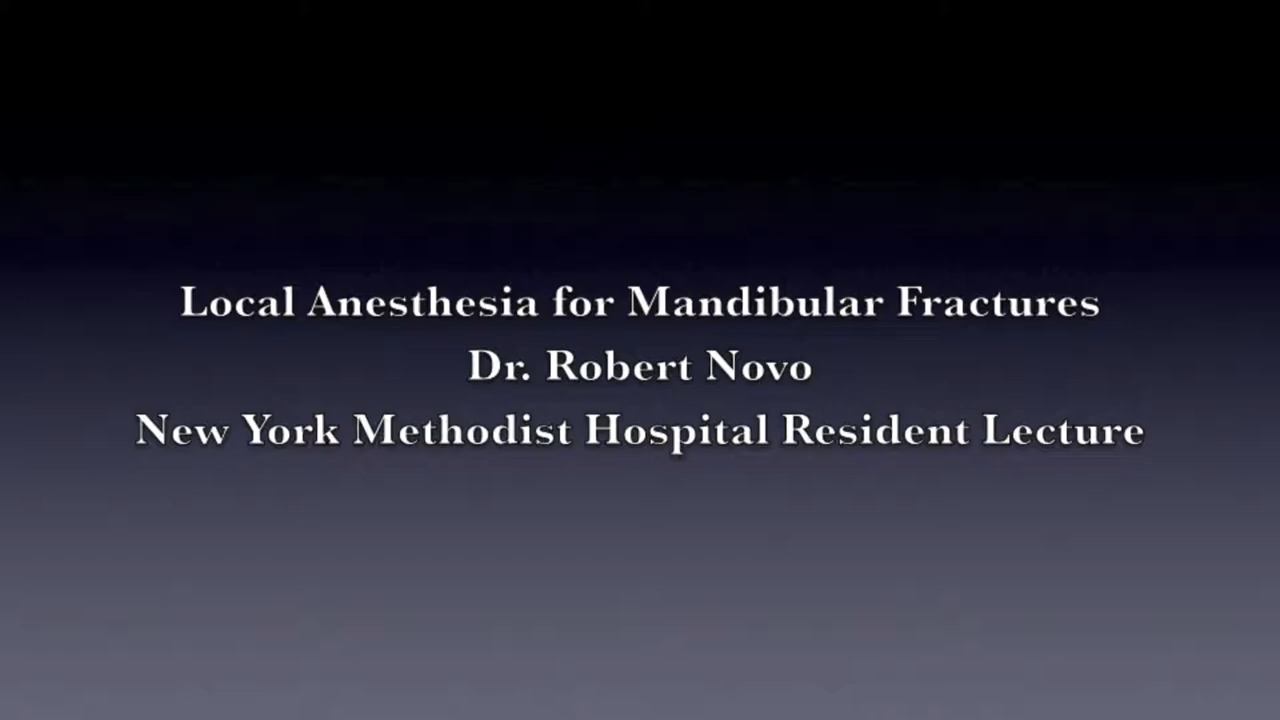 Local Anesthesia for Mandibular Fractures
Dr. Robert Novo
New York Methodist Hospital Resident Lecture